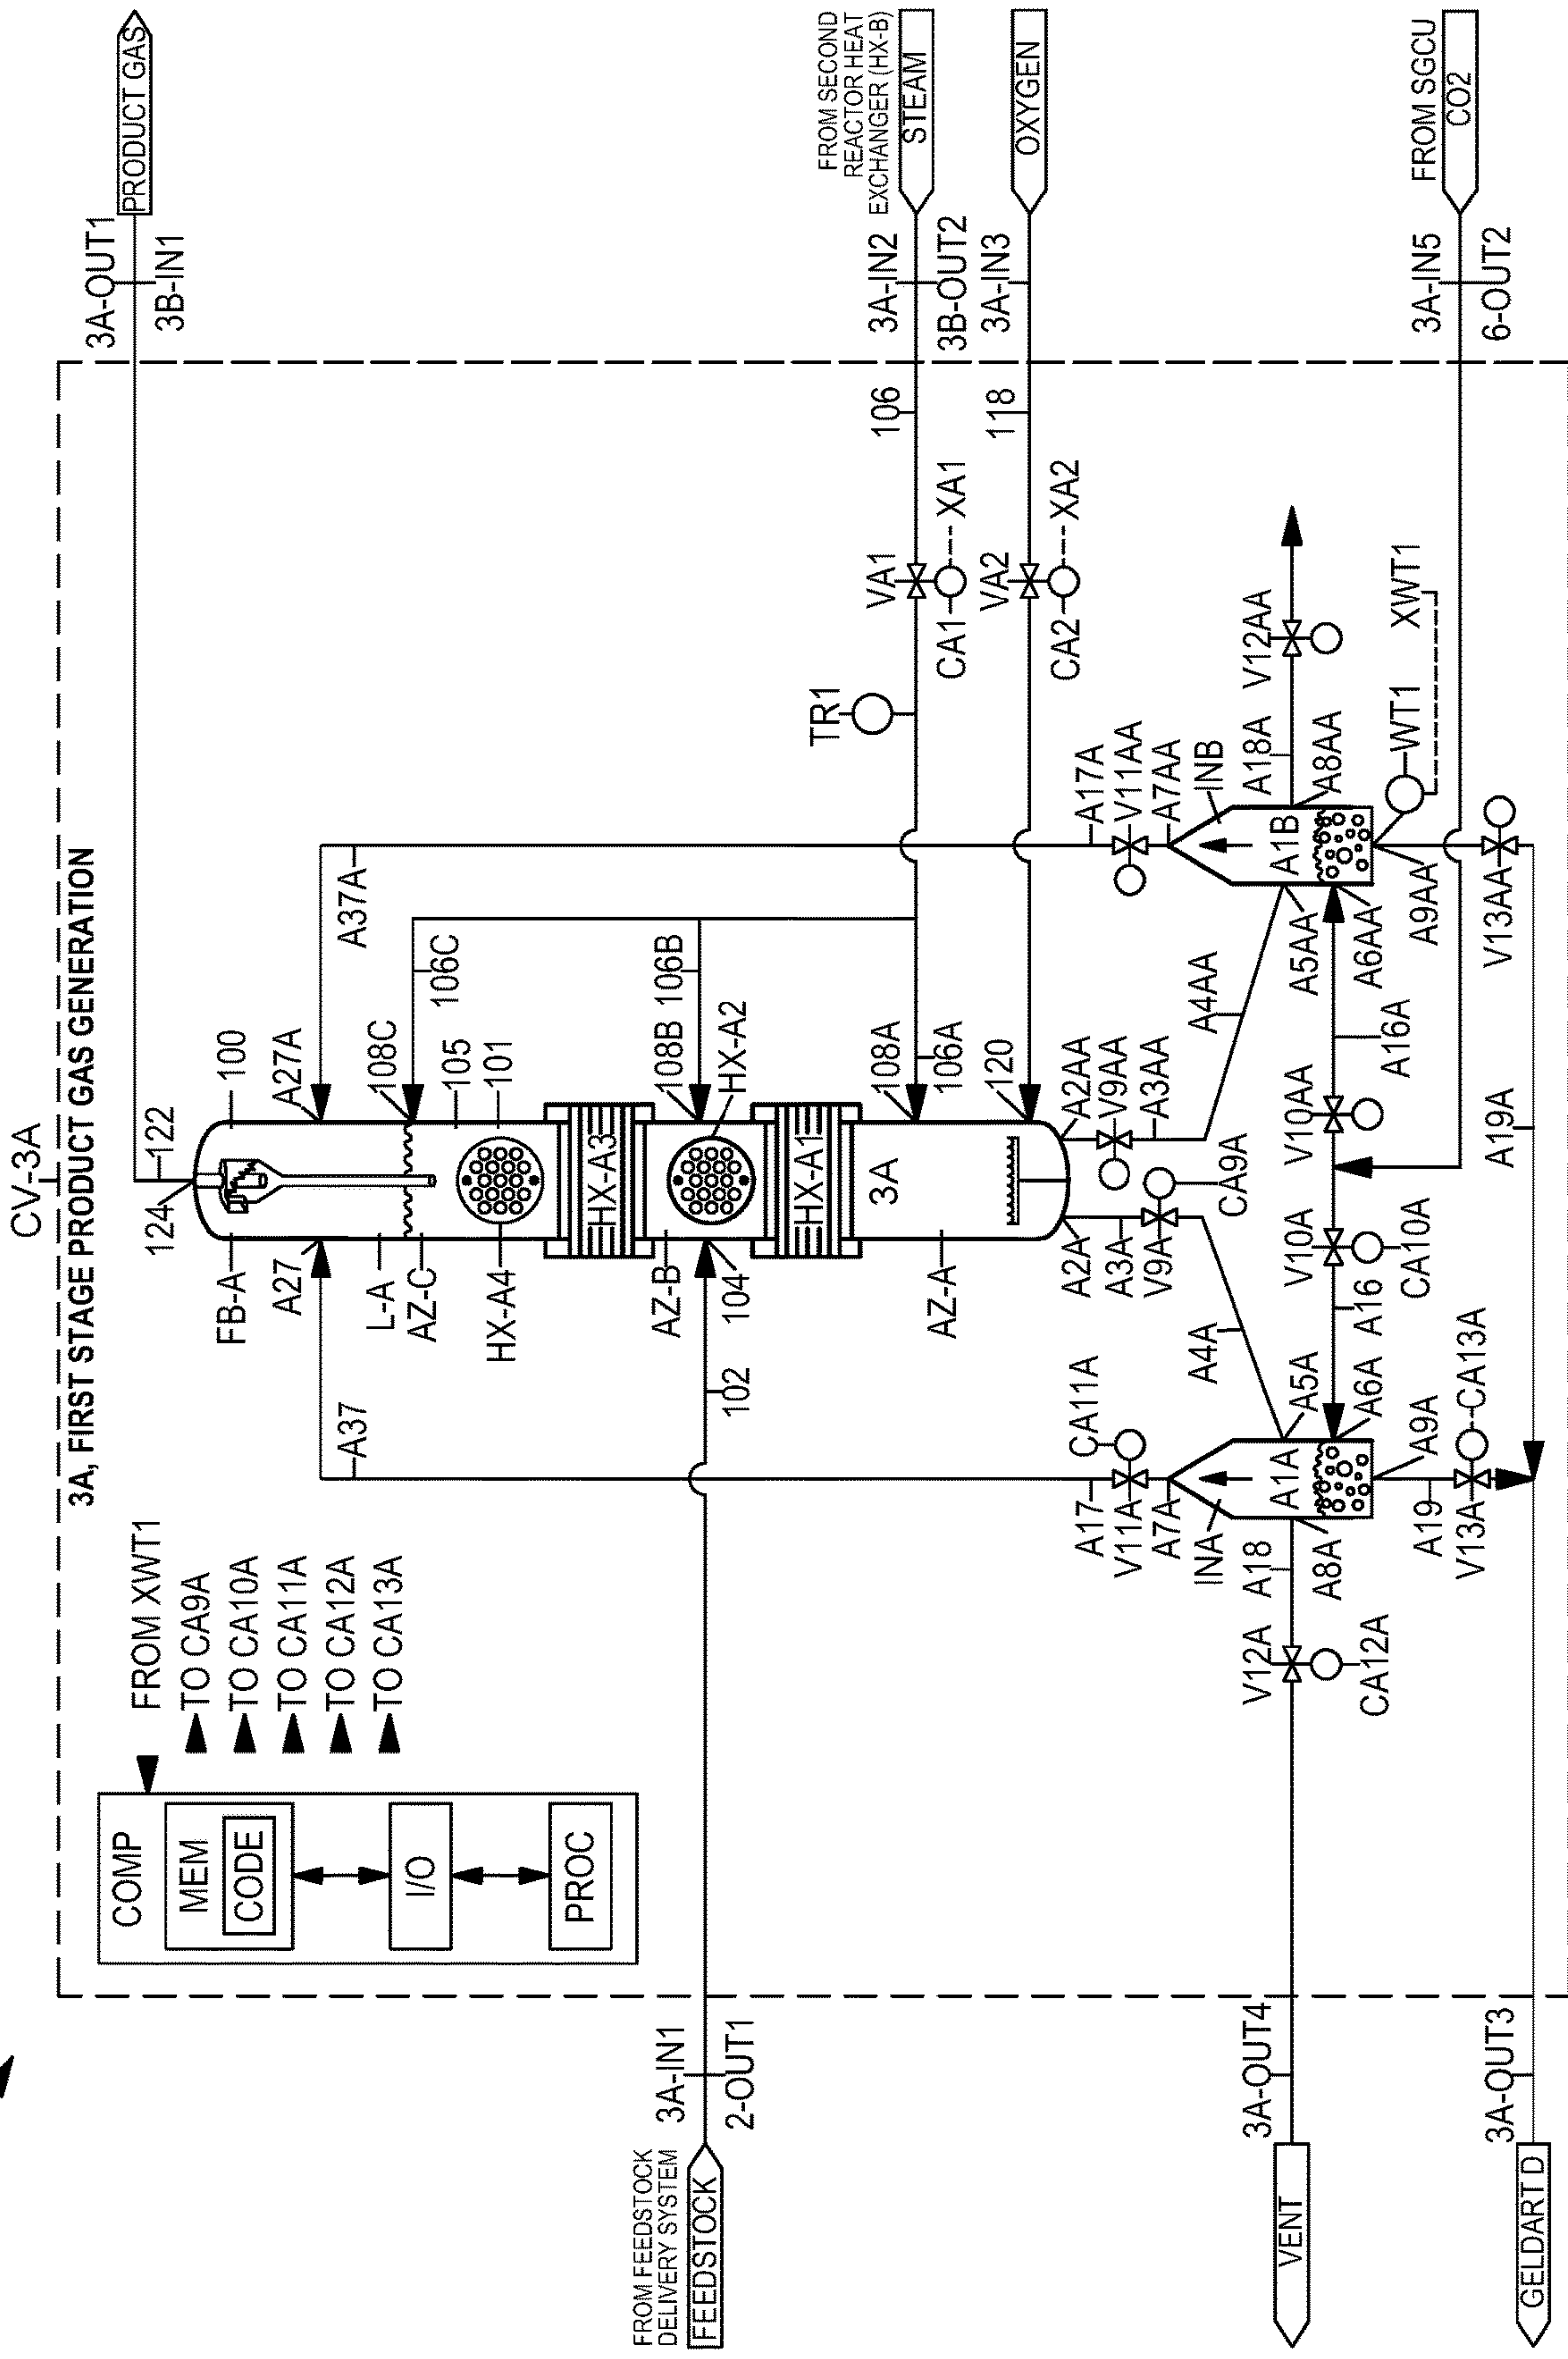 CV-3A
3A, FIRST STAGE PRODUCT GAS GENERATION
COMP
MEM
CODE
I/O
PROC
FROM XWT1
TO CA9A
TO CA10A
TO CA11A
TO CA12A
TO CA13A
3A-OUT1
3B-IN1
PRODUCT GAS
124
122
100
FB-A
A27
A27A
A37
A37A
L-A
AZ-C
108C
106C
105
101
HX-A4
HX-A3
AZ-B
108B
106B
HX-A2
104
102
HX-A1
3A
AZ-A
108A
106A
120
FROM FEEDSTOCK
DELIVERY SYSTEM
FEEDSTOCK
3A-IN1
2-OUT1
FROM SECOND
REACTOR HEAT
EXCHANGER (HX-B)
STEAM
3A-IN2
3B-OUT2
106
VA1
CA1
XA1
TR1
OXYGEN
3A-IN3
118
VA2
CA2
XA2
A2A
A3A
V9A
CA9A
A4A
A2AA
V9AA
A3AA
A4AA
A17
V11A
CA11A
A7A
INA
A1A
A5A
A6A
A18
A8A
V12A
CA12A
A9A
A19
V13A
CA13A
A16
V10A
CA10A
V10AA
A16A
A17A
V11AA
A7AA
INB
A1B
A5AA
A6AA
A18A
A8AA
V12AA
A9AA
WT1
XWT1
V13AA
A19A
FROM SGCU
CO2
3A-IN5
6-OUT2
VENT
3A-OUT4
GELDART D
3A-OUT3